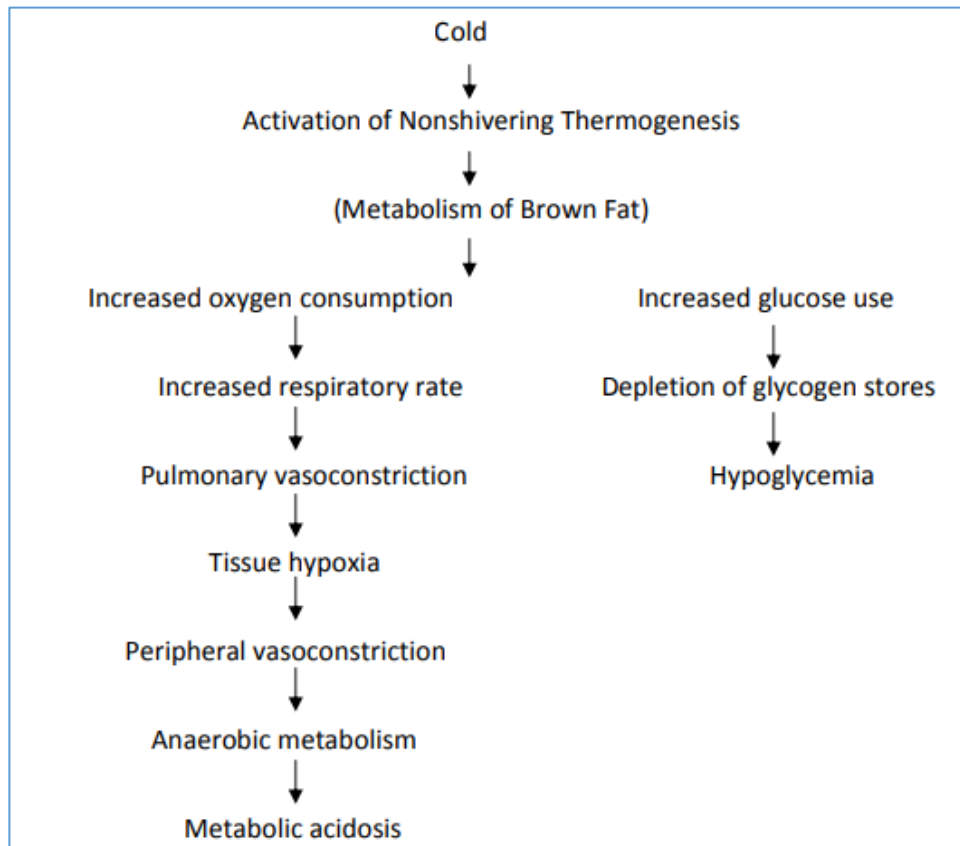 Cold
Activation of Nonshivering Thermogenesis
(Metabolism of Brown Fat)
Increased oxygen consumption
Increased glucose use
Increased respiratory rate
Depletion of glycogen stores
Pulmonary vasoconstriction
Hypoglycemia
Tissue hypoxia
Peripheral vasoconstriction
Anaerobic metabolism
Metabolic acidosis